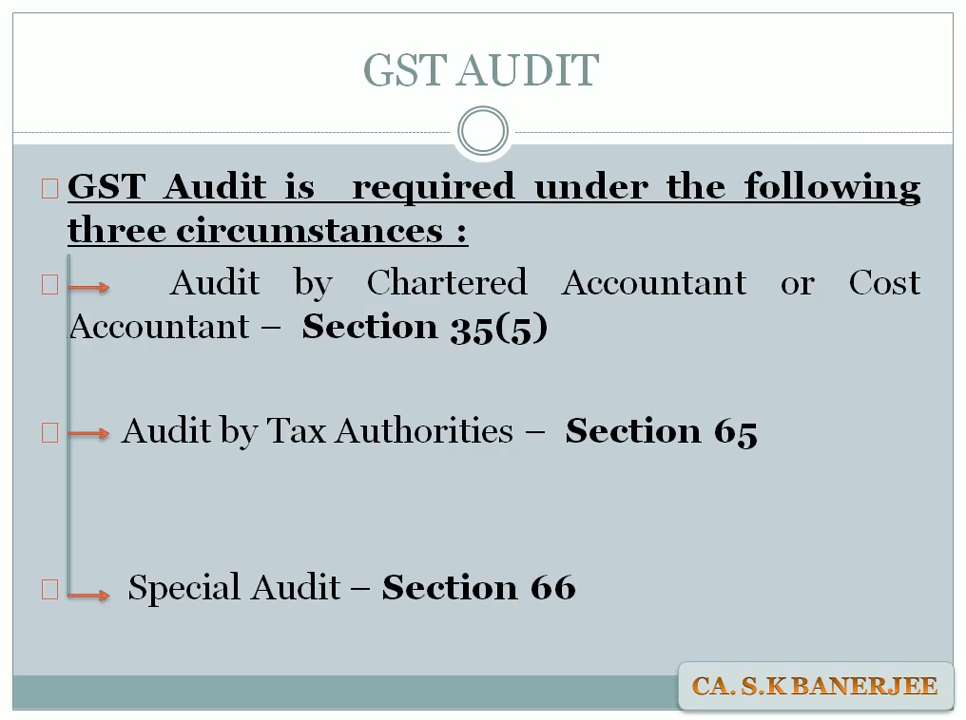 GST AUDIT
GST Audit is required under the following
three circumstances :
Audit by Chartered Accountant or Cost
Accountant – Section 35(5)
Audit by Tax Authorities – Section 65
Special Audit – Section 66
CA. S.K BANERJEE